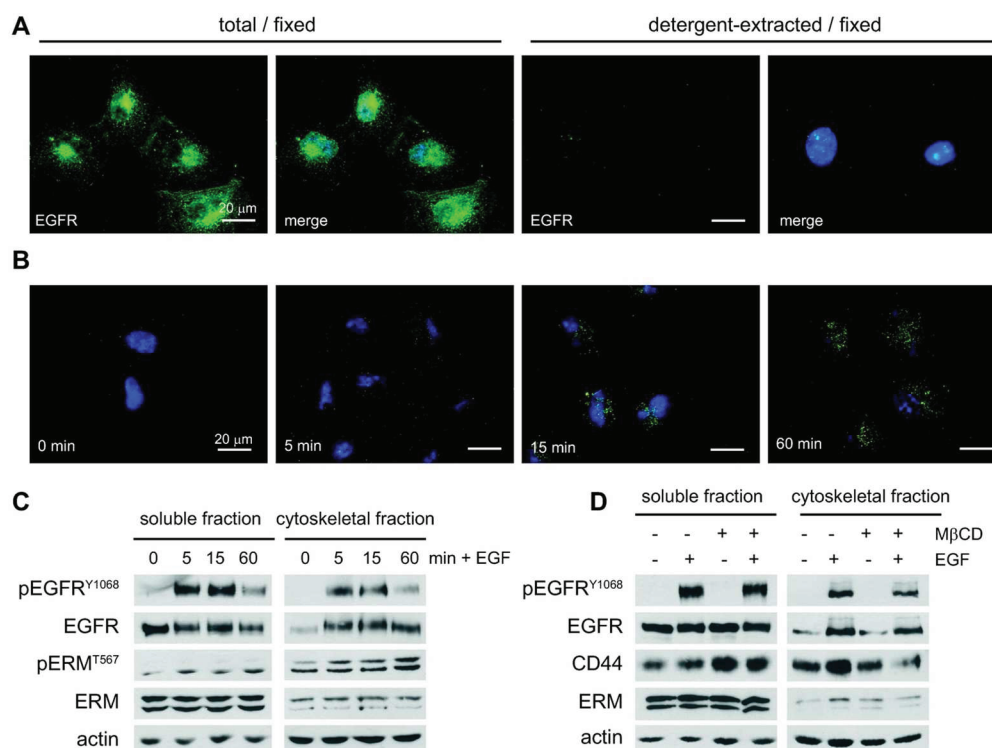 A
total / fixed
detergent-extracted / fixed
EGFR
20 μm
merge
EGFR
merge
B
0 min
20 μm
5 min
15 min
60 min
C
soluble fraction
cytoskeletal fraction
0 5 15 60 0 5 15 60 min + EGF
pEGFRY1068
EGFR
pERMT567
ERM
actin
D
soluble fraction
cytoskeletal fraction
- - + + - - + + MβCD
- + - + - + - + EGF
pEGFRY1068
EGFR
CD44
ERM
actin